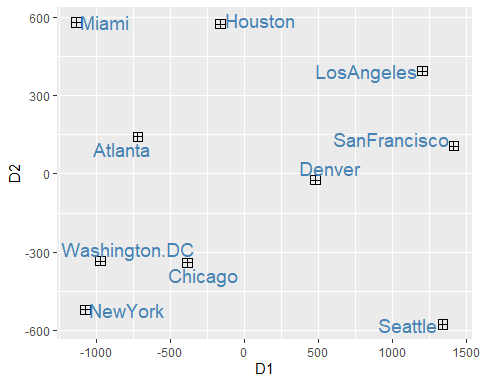 600
Miami
Houston
LosAngeles
300
SanFrancisco
Atlanta
Denver
D2
0
Washington.DC
-300
Chicago
NewYork
Seattle
-600
-1000 -500 0 500 1000 1500
D1